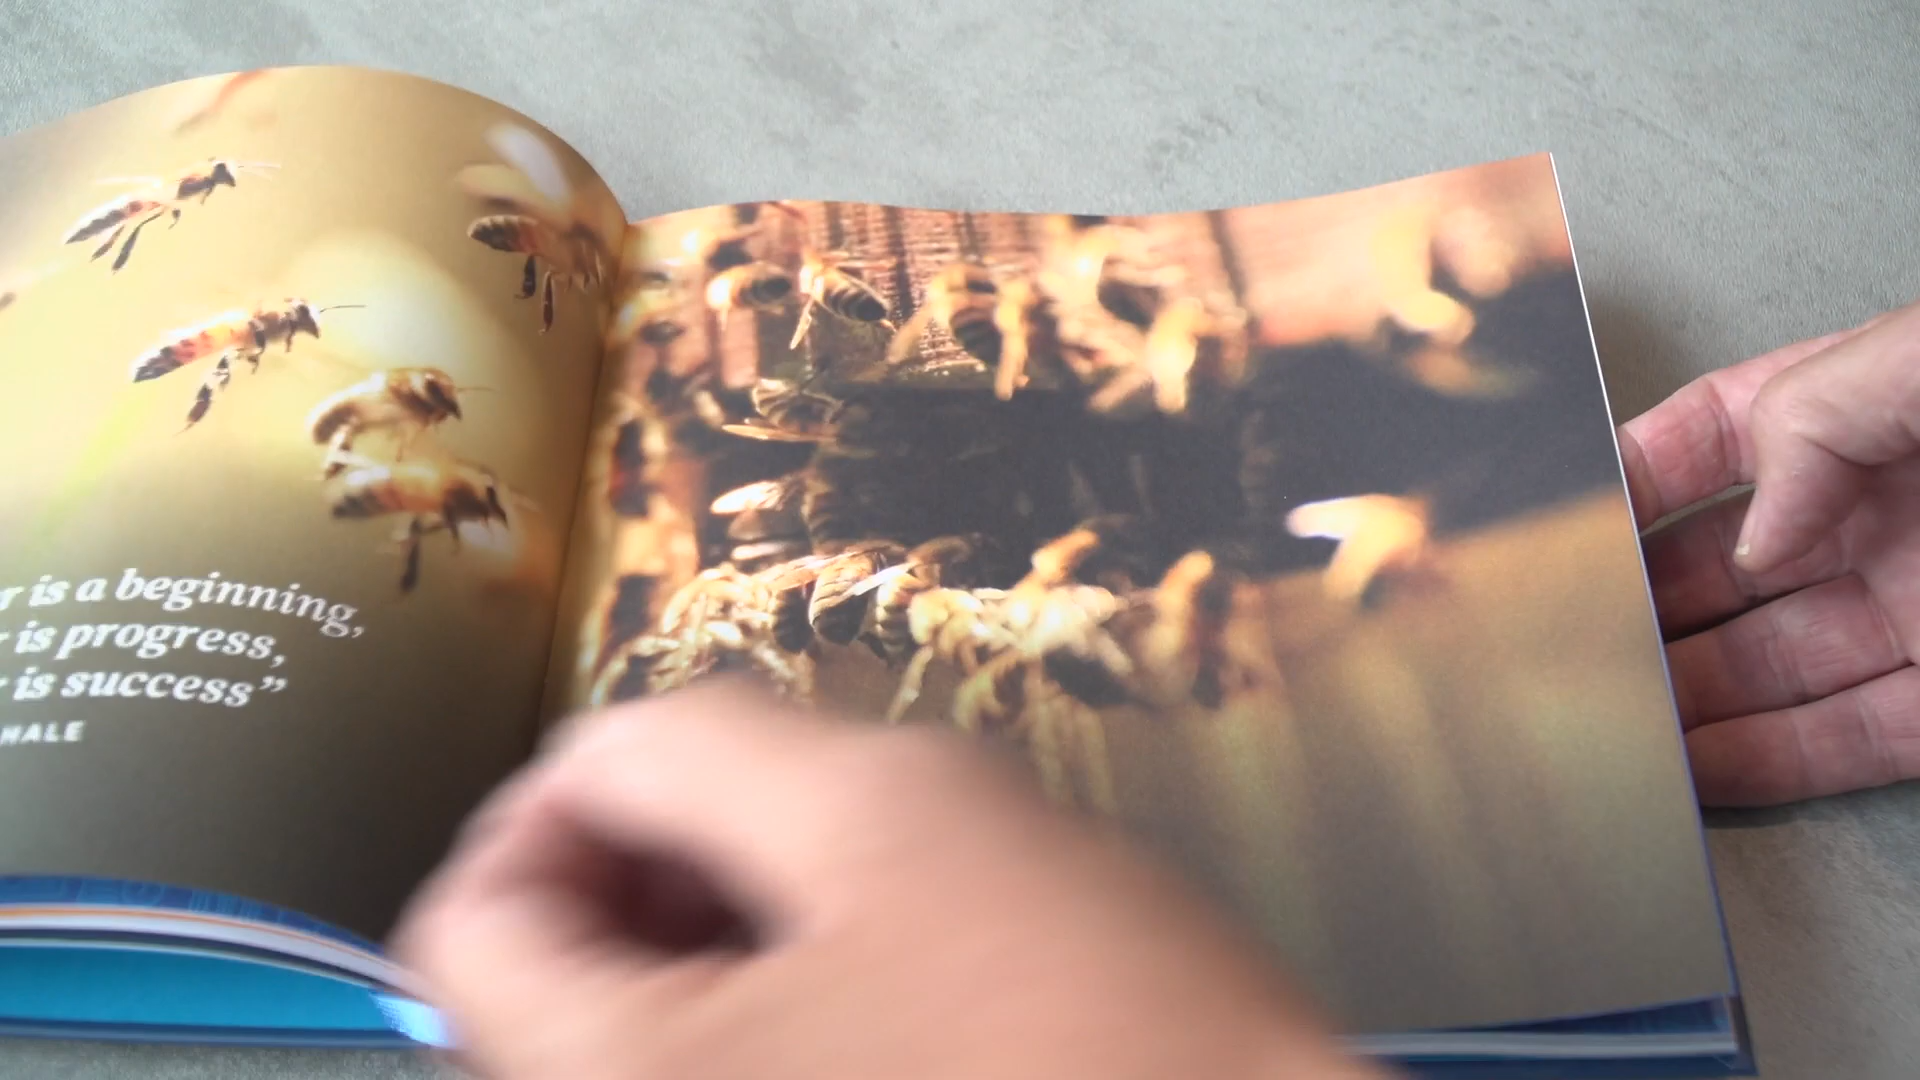 is a beginning,
is progress,
is success”
HALE